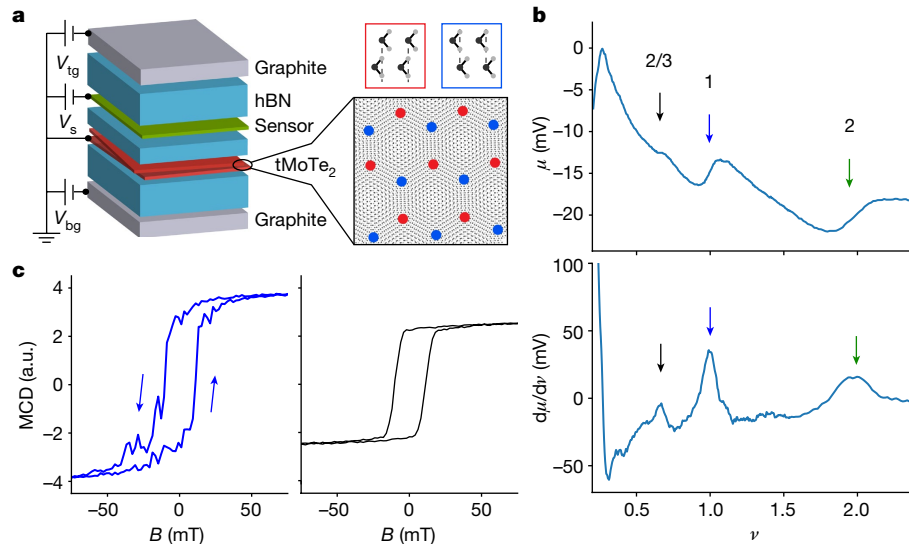 a
V_tg
V_s
V_bg
Graphite
hBN
Sensor
tMoTe₂
Graphite
b
0
−5
−10
−15
−20
μ (mV)
2/3
1
2
100
50
0
−50
dμ/dν (mV)
0.5
1.0
1.5
2.0
ν
c
4
2
0
−2
−4
MCD (a.u.)
−50
0
50
B (mT)
−50
0
50
B (mT)